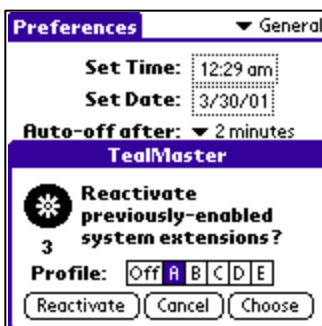 Preferences ▼ General
Set Time: 12:29 am
Set Date: 3/30/01
Auto-off after: ▼ 2 minutes
TealMaster
Reactivate
previously-enabled
system extensions?
3
Profile: Off A B C D E
Reactivate Cancel Choose